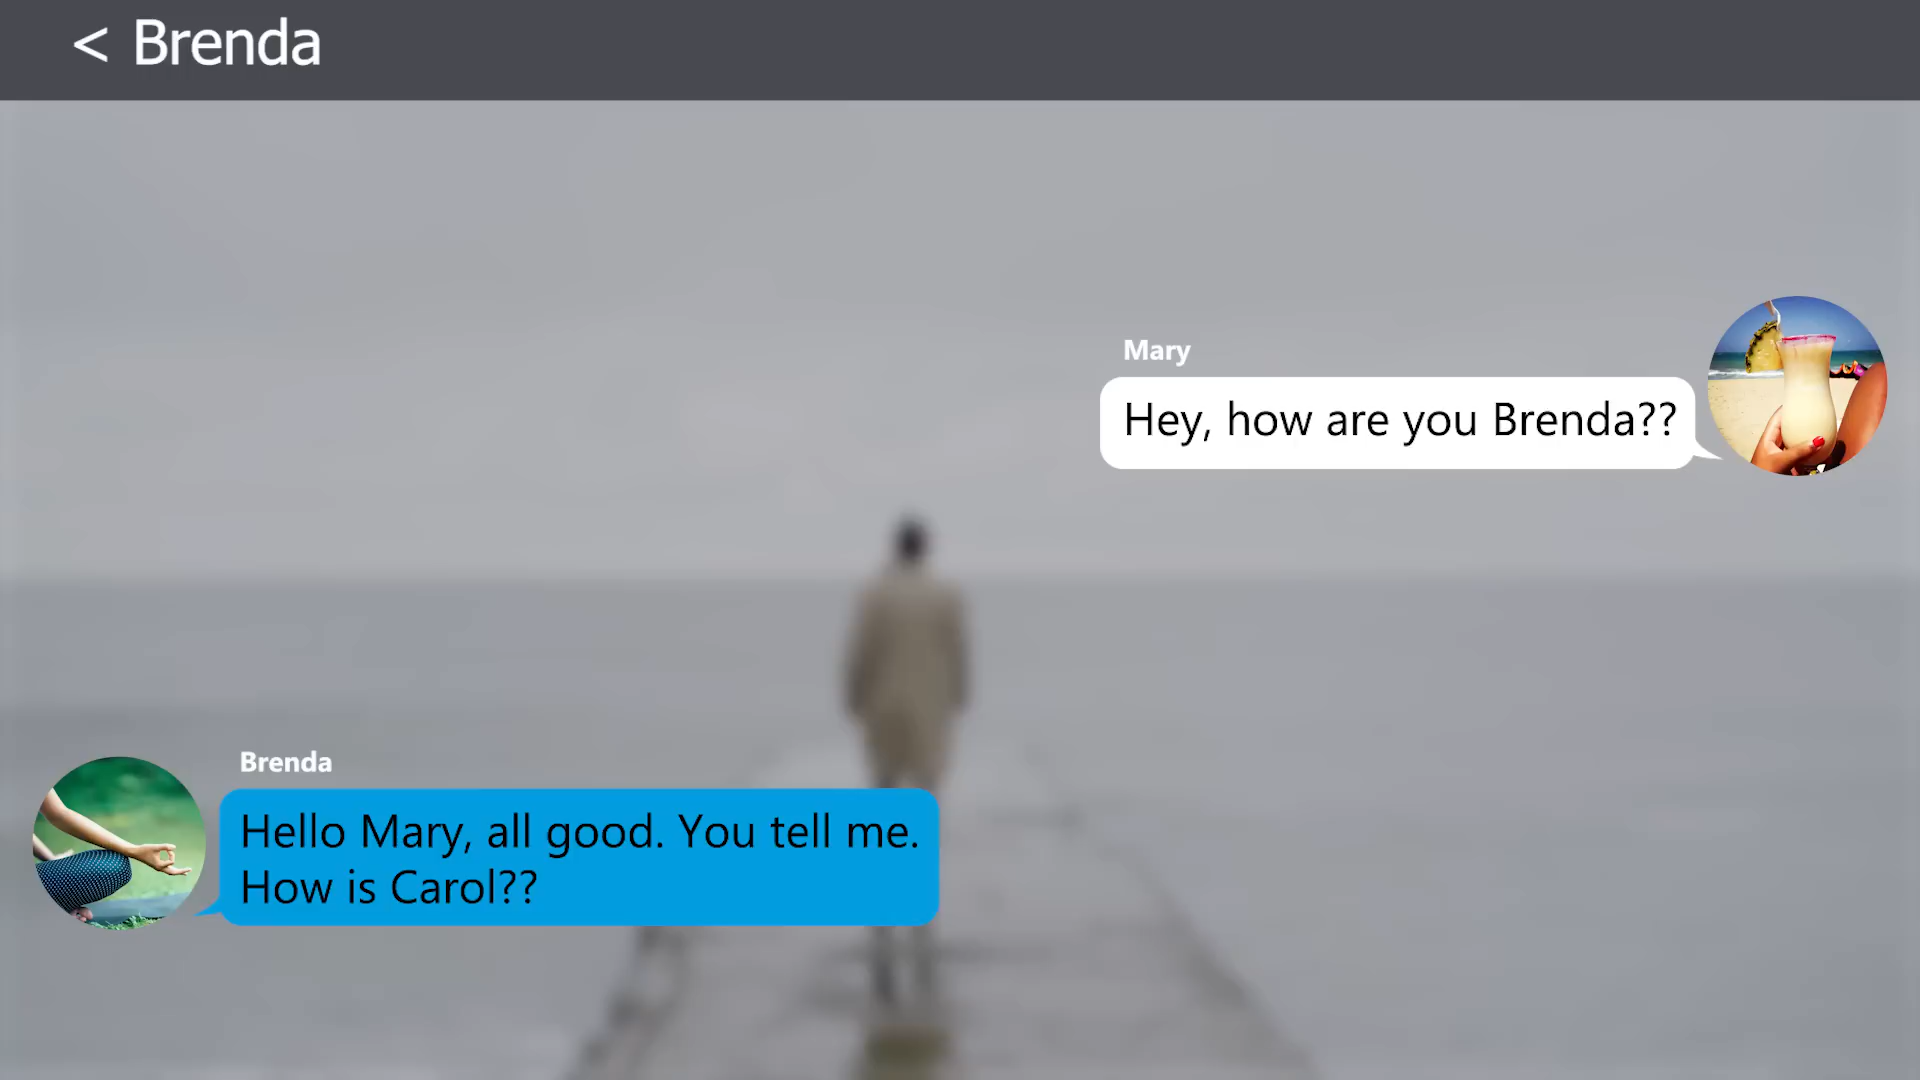 < Brenda
Mary
Hey, how are you Brenda??
Brenda
Hello Mary, all good. You tell me.
How is Carol??